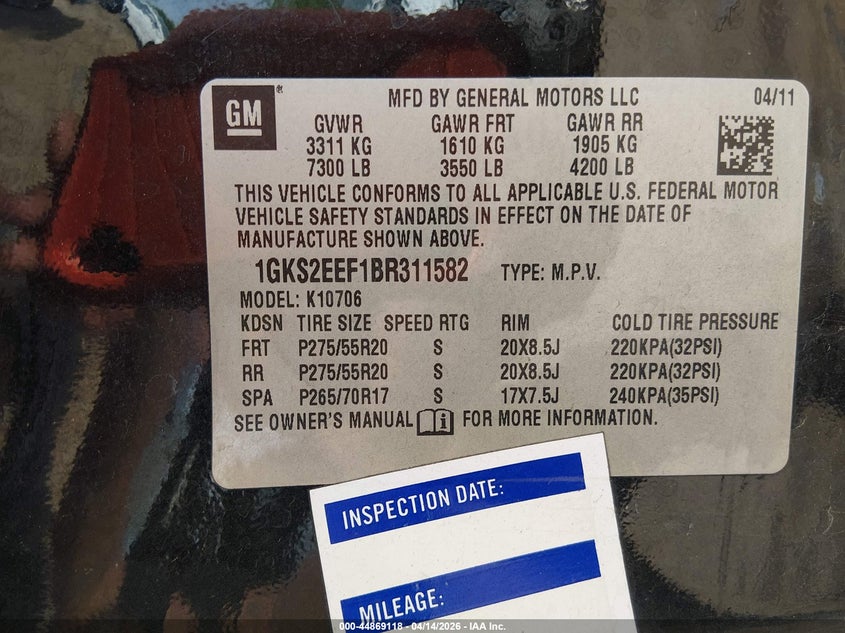 GM
MFD BY GENERAL MOTORS LLC 04/11
GVWR GAWR FRT GAWR RR
3311 KG 1610 KG 1905 KG
7300 LB 3550 LB 4200 LB
THIS VEHICLE CONFORMS TO ALL APPLICABLE U.S. FEDERAL MOTOR
VEHICLE SAFETY STANDARDS IN EFFECT ON THE DATE OF
MANUFACTURE SHOWN ABOVE.
1GKS2EEF1BR311582 TYPE: M.P.V.
MODEL: K10706
KDSN TIRE SIZE SPEED RTG RIM COLD TIRE PRESSURE
FRT P275/55R20 S 20X8.5J 220KPA(32PSI)
RR P275/55R20 S 20X8.5J 220KPA(32PSI)
SPA P265/70R17 S 17X7.5J 240KPA(35PSI)
SEE OWNER'S MANUAL FOR MORE INFORMATION.
INSPECTION DATE:
MILEAGE:
000-44869118 - 04/14/2026 - IAA Inc.